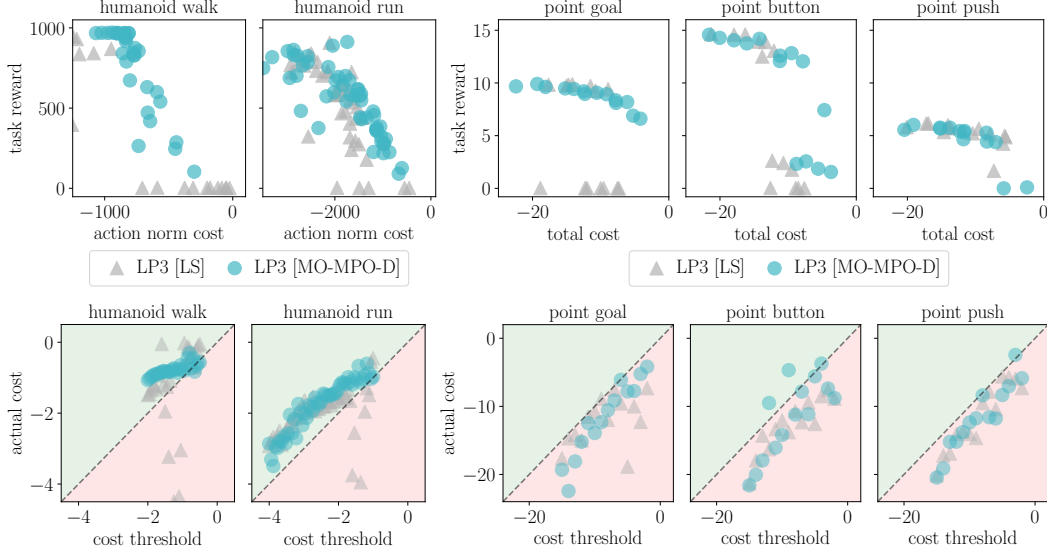 humanoid walk
humanoid run
point goal
point button
point push
task reward
1000
500
0
−1000
0
−2000
0
action norm cost
action norm cost
task reward
15
10
5
0
−20
0
−20
0
−20
0
total cost
total cost
total cost
LP3 [LS]
LP3 [MO-MPO-D]
LP3 [LS]
LP3 [MO-MPO-D]
humanoid walk
humanoid run
point goal
point button
point push
actual cost
0
−2
−4
−4
−2
0
−4
−2
0
cost threshold
cost threshold
actual cost
0
−10
−20
−20
0
−20
0
−20
0
cost threshold
cost threshold
cost threshold